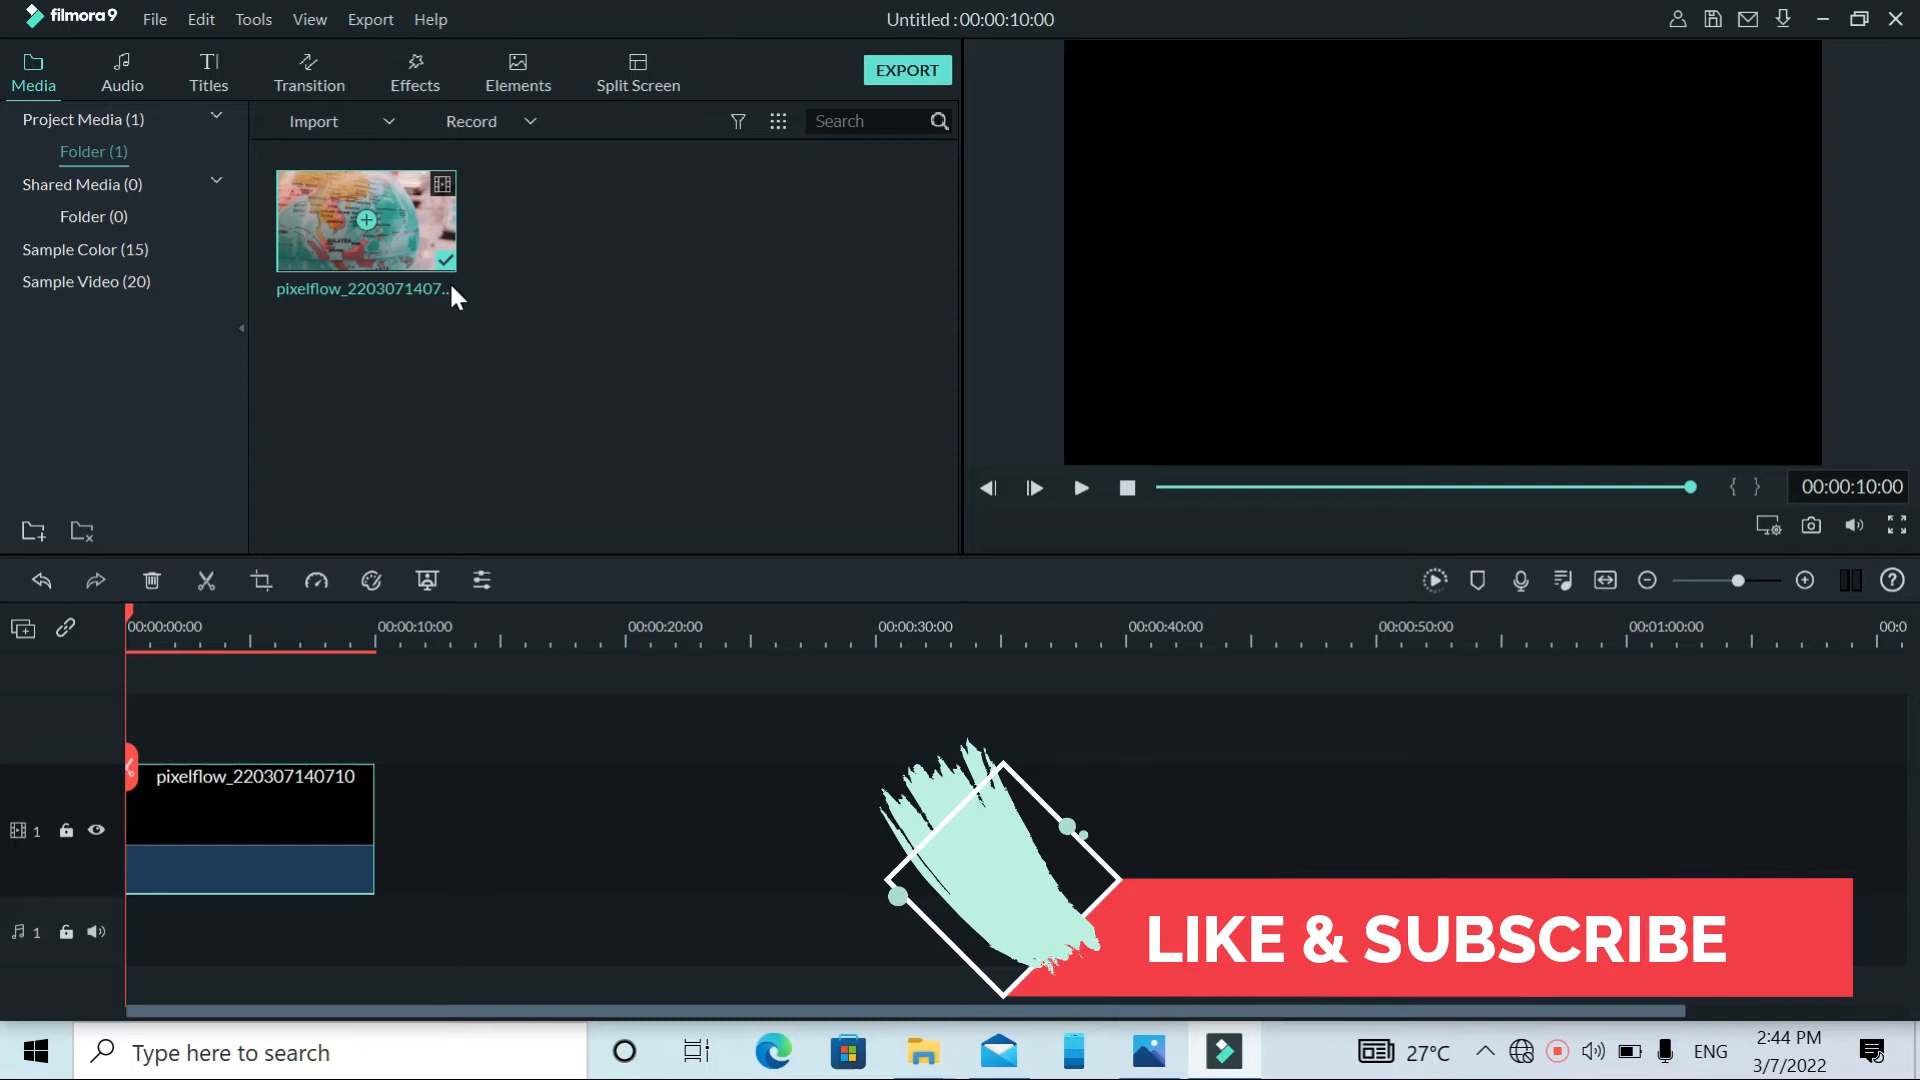 filmora9 File Edit Tools View Export Help Untitled : 00:00:10:00
Media Audio Titles Transition Effects Elements Split Screen EXPORT
Project Media (1) Import Record Search
Folder (1)
Shared Media (0)
Folder (0)
Sample Color (15)
Sample Video (20)
pixelflow_2203071407...
MALAYSIA
00:00:10:00
00:00:00:00 00:00:10:00 00:00:20:00 00:00:30:00 00:00:40:00 00:00:50:00 00:01:00:00 00:0
pixelflow_220307140710
1
1
LIKE & SUBSCRIBE
Type here to search 27°C ENG 2:44 PM
3/7/2022